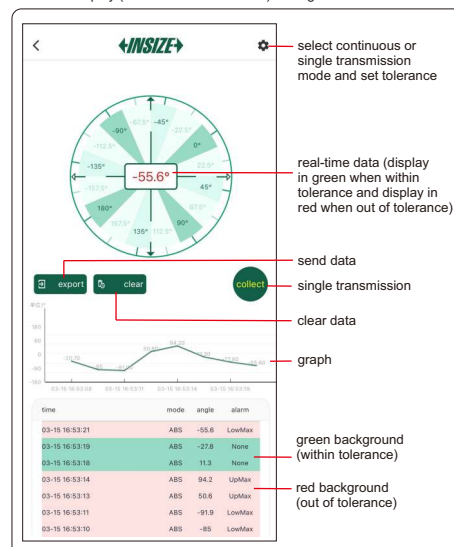 INSIZE
select continuous or
single transmission
mode and set tolerance
-67.5° -45° -22.5°
-90° 0°
-112.5° 22.5°
-135° 45°
-157.5° 67.5°
180° 90°
157.5° 135° 112.5°
-55.6°
real-time data (display
in green when within
tolerance and display in
red when out of tolerance)
send data
export clear collect
single transmission
clear data
单位/°
180
90
0
-90
-180
-20.70 -85 -91.90 50.60 94.20 -27.80 -55.60
graph
03-15 16:53:08 03-15 16:53:11 03-15 16:53:14 03-15 16:53:19
time mode angle alarm
03-15 16:53:21 ABS -55.6 LowMax
03-15 16:53:19 ABS -27.8 None
03-15 16:53:18 ABS 11.3 None
03-15 16:53:14 ABS 94.2 UpMax
03-15 16:53:13 ABS 50.6 UpMax
03-15 16:53:11 ABS -91.9 LowMax
03-15 16:53:10 ABS -85 LowMax
green background
(within tolerance)
red background
(out of tolerance)